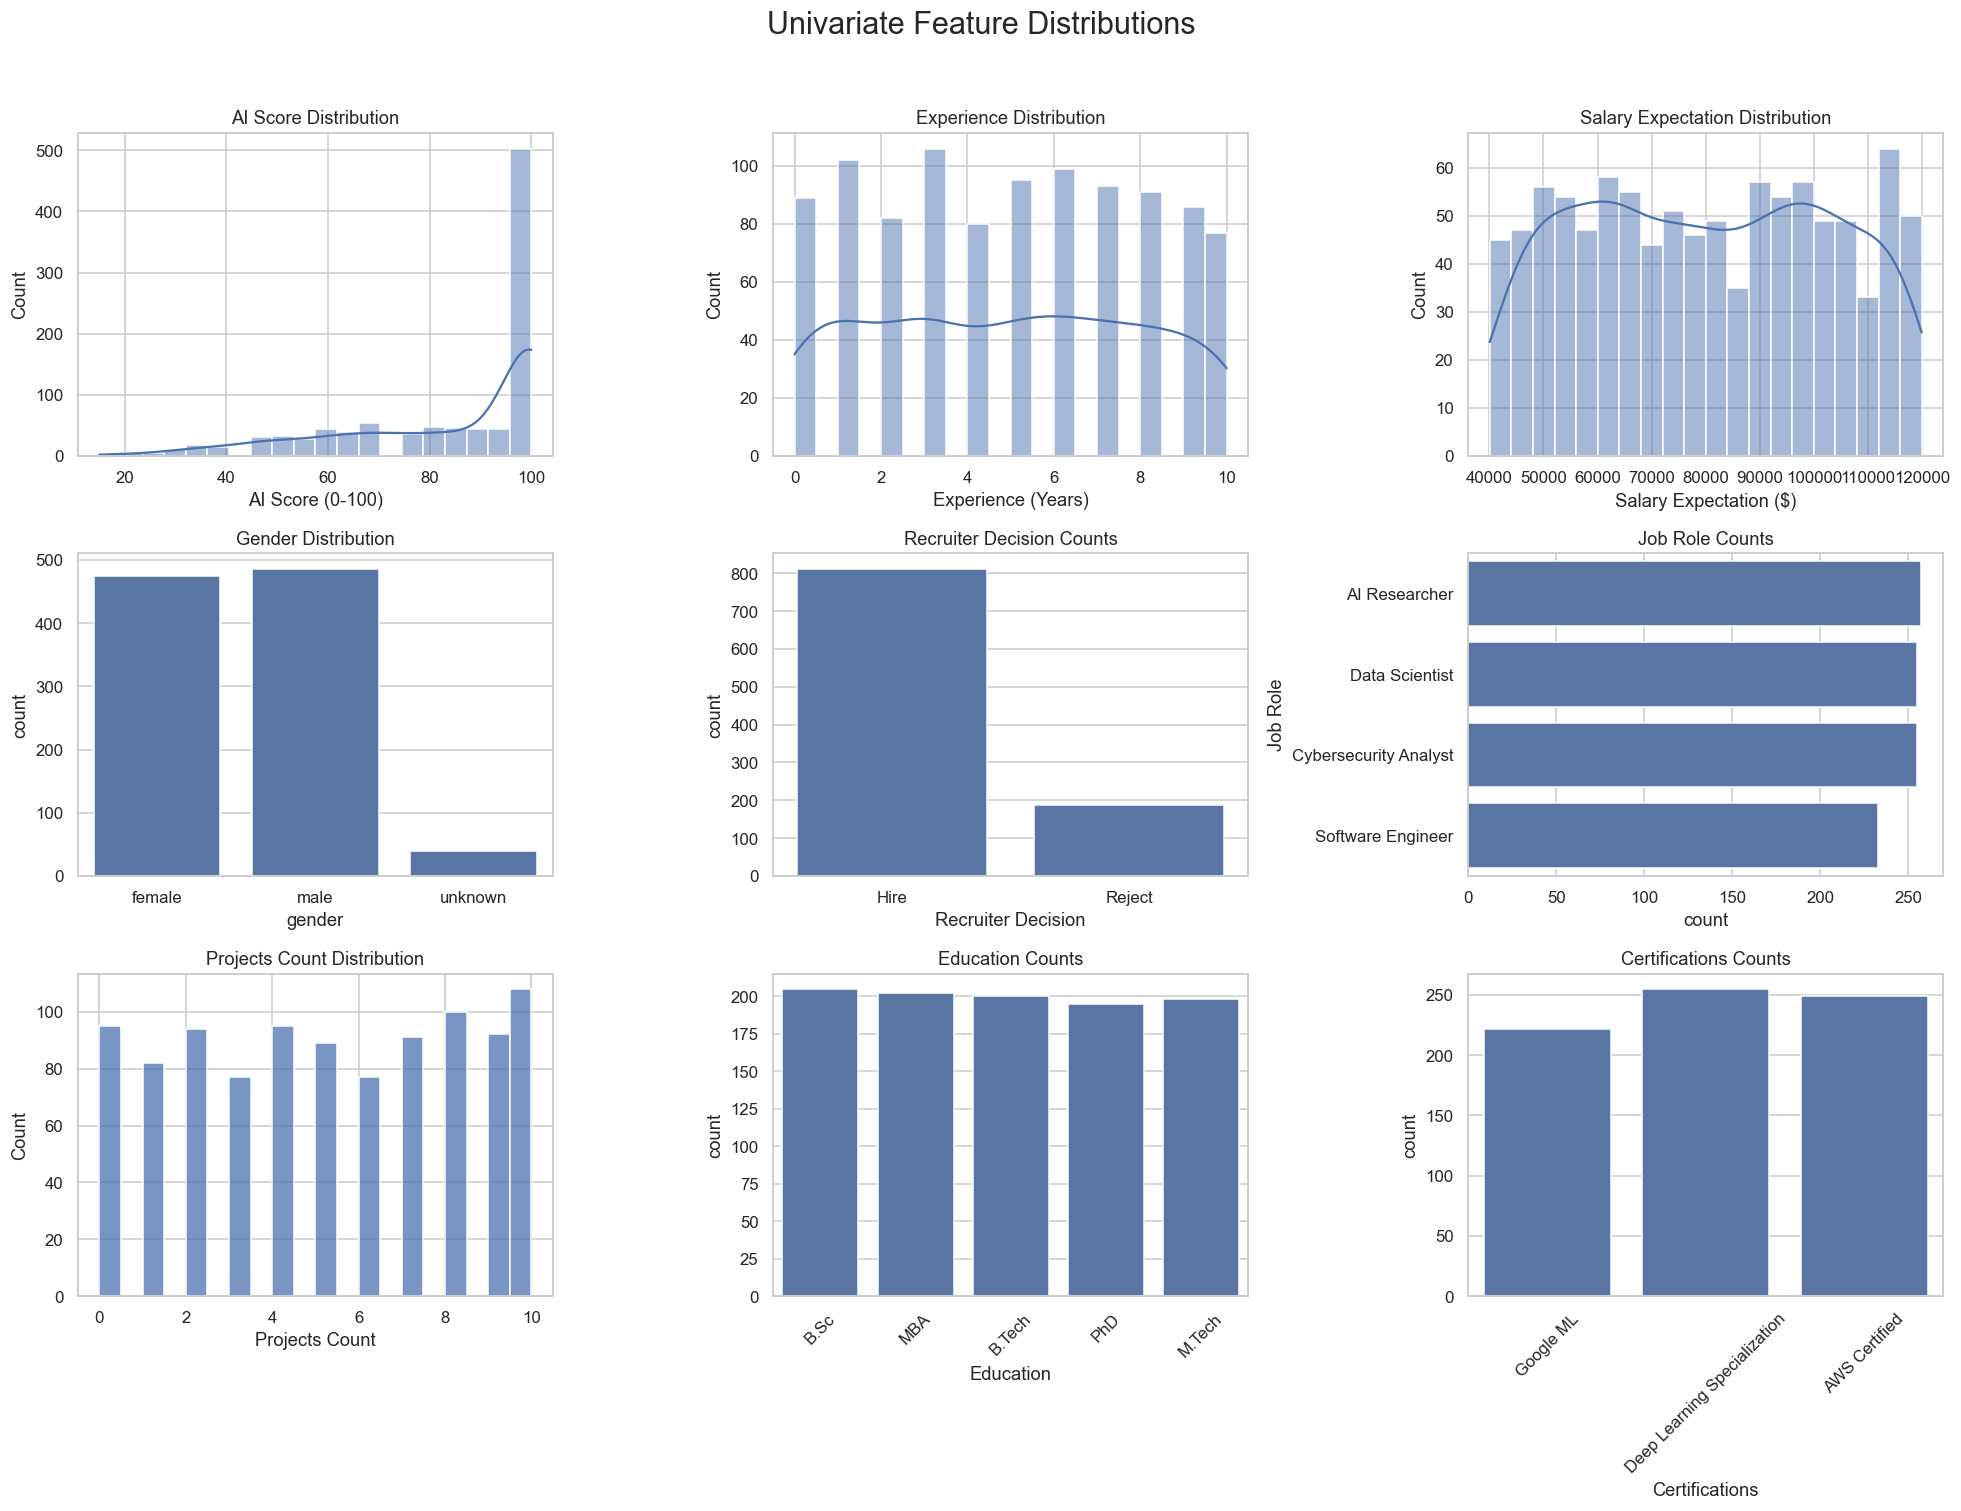 Univariate Feature Distributions
AI Score Distribution
Count
500
400
300
200
100
0
20 40 60 80 100
AI Score (0-100)
Experience Distribution
Count
100
80
60
40
20
0
0 2 4 6 8 10
Experience (Years)
Salary Expectation Distribution
Count
60
50
40
30
20
10
0
40000 50000 60000 70000 80000 90000 100000 110000 120000
Salary Expectation ($)
Gender Distribution
count
500
400
300
200
100
0
female male unknown
gender
Recruiter Decision Counts
count
800
700
600
500
400
300
200
100
0
Hire Reject
Recruiter Decision
Job Role Counts
Job Role
AI Researcher
Data Scientist
Cybersecurity Analyst
Software Engineer
0 50 100 150 200 250
count
Projects Count Distribution
Count
100
80
60
40
20
0
0 2 4 6 8 10
Projects Count
Education Counts
count
200
175
150
125
100
75
50
25
0
B.Sc MBA B.Tech PhD M.Tech
Education
Certifications Counts
count
250
200
150
100
50
0
Google ML Deep Learning Specialization AWS Certified
Certifications